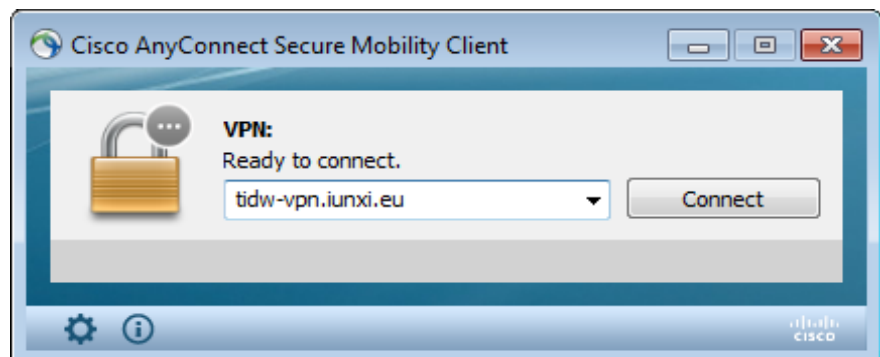 Cisco AnyConnect Secure Mobility Client
VPN:
Ready to connect.
tidw-vpn.iunxi.eu
Connect
CISCO